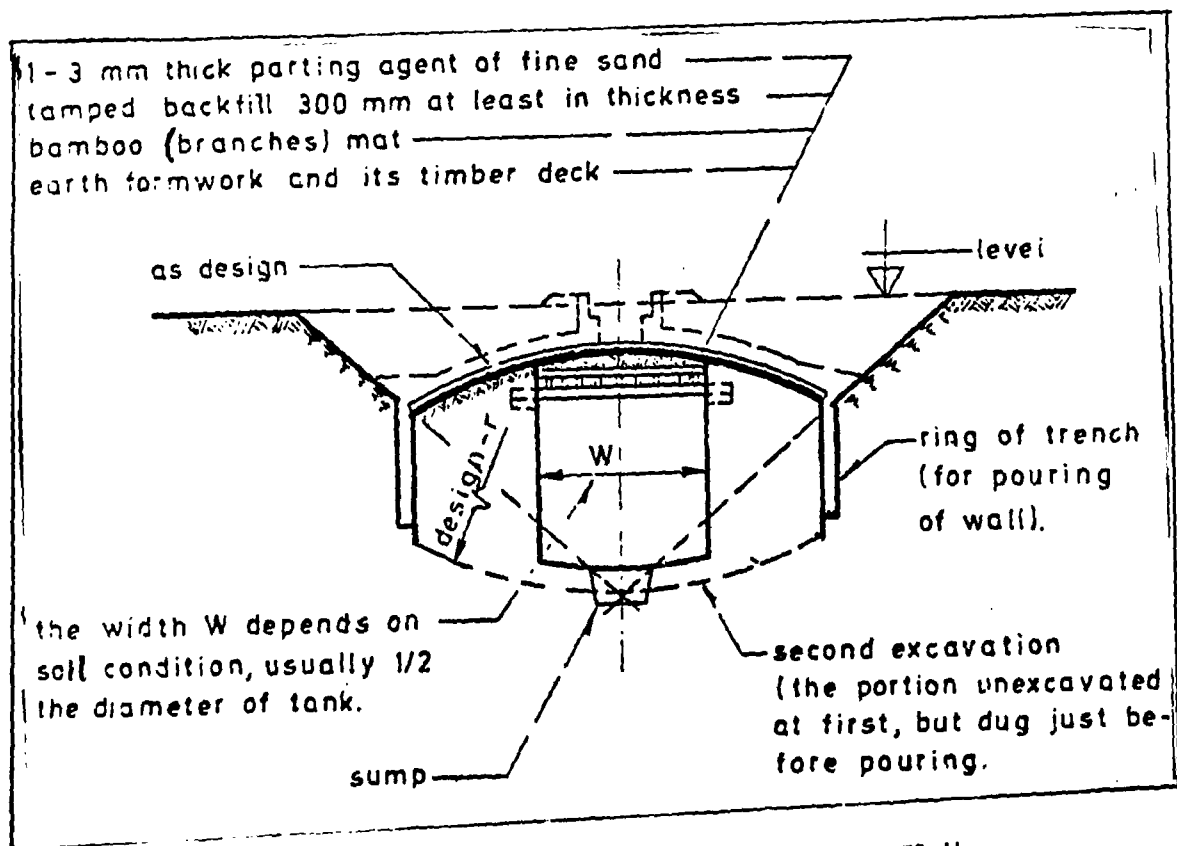 1-3 mm thick parting agent of fine sand
tamped backfill 300 mm at least in thickness
bamboo (branches) mat
earth formwork and its timber deck
as design
level
W
design-r
ring of trench
(for pouring
of wall).
the width W depends on
soil condition, usually 1/2
the diameter of tank.
second excavation
(the portion unexcavated
at first, but dug just be-
fore pouring.
sump